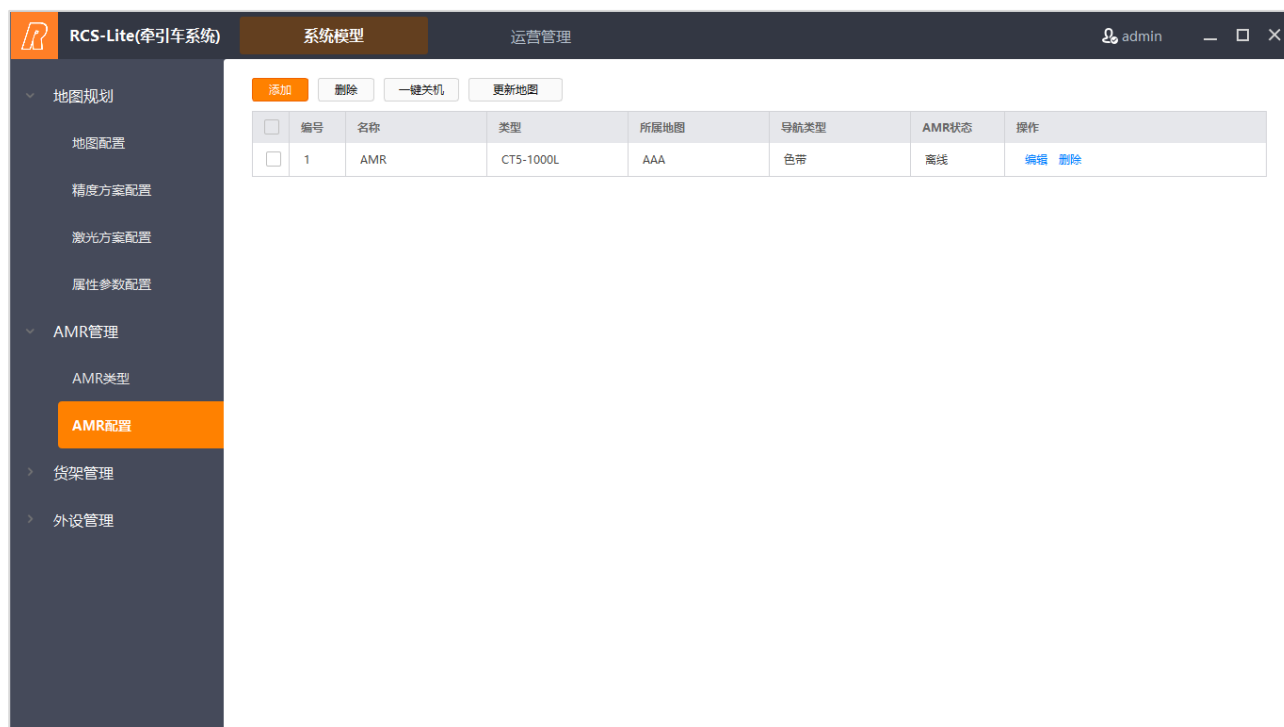 RCS-Lite(牵引车系统) 系统模型 运营管理 admin
地图规划
地图配置
精度方案配置
激光方案配置
属性参数配置
AMR管理
AMR类型
AMR配置
货架管理
外设管理
添加 删除 一键关机 更新地图
编号 名称 类型 所属地图 导航类型 AMR状态 操作
1 AMR CT5-1000L AAA 色带 离线 编辑 删除